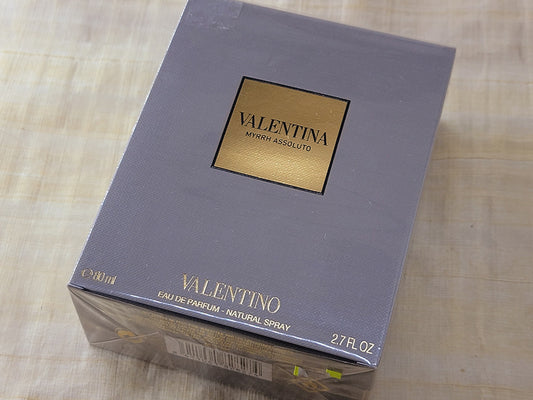 VALENTINA
MYRRH ASSOLUTO
VALENTINO
EAU DE PARFUM - NATURAL SPRAY
℮ 80 ml
2.7 FL OZ